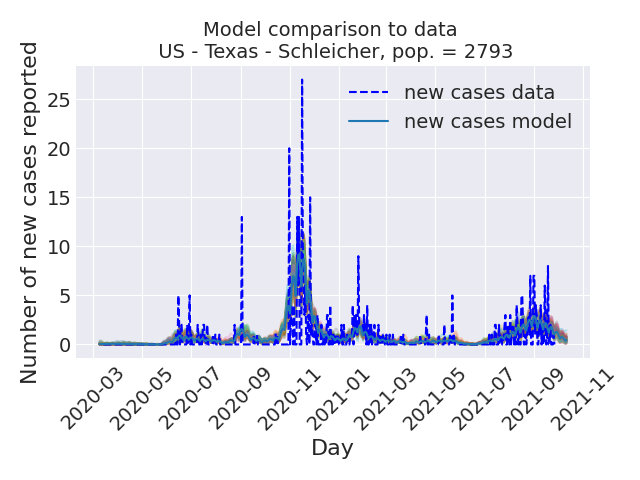 Model comparison to data
US - Texas - Schleicher, pop. = 2793
Number of new cases reported
25
20
15
10
5
0
new cases data
new cases model
2020-03
2020-05
2020-07
2020-09
2020-11
2021-01
2021-03
2021-05
2021-07
2021-09
2021-11
Day